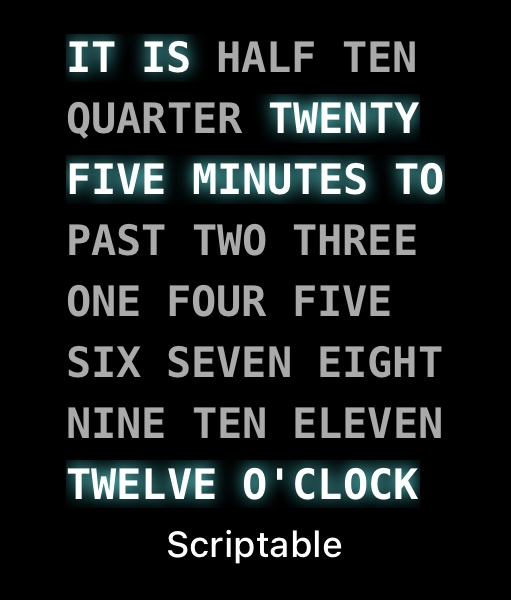 IT IS HALF TEN
QUARTER TWENTY
FIVE MINUTES TO
PAST TWO THREE
ONE FOUR FIVE
SIX SEVEN EIGHT
NINE TEN ELEVEN
TWELVE O'CLOCK
Scriptable